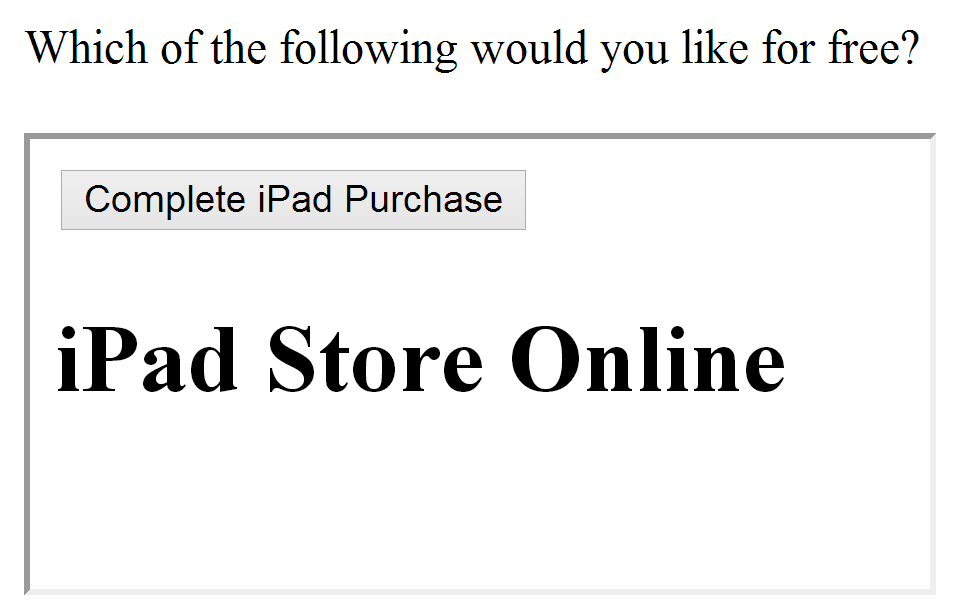 Which of the following would you like for free?
Complete iPad Purchase
iPad Store Online